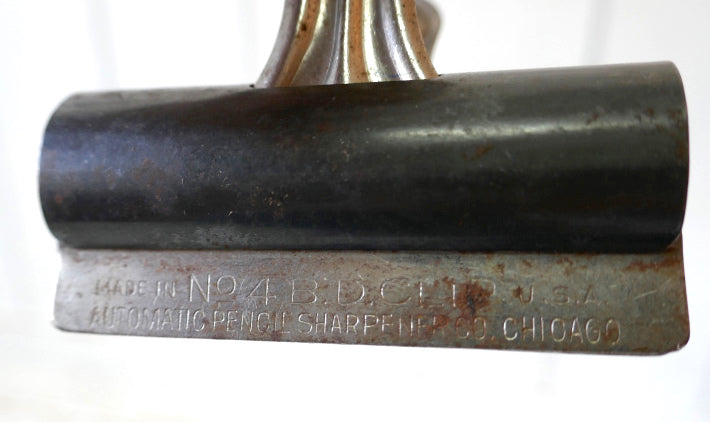 MADE IN No 4 B.D. CLIP. U.S.A.
AUTOMATIC PENCIL SHARPENER CO. CHICAGO